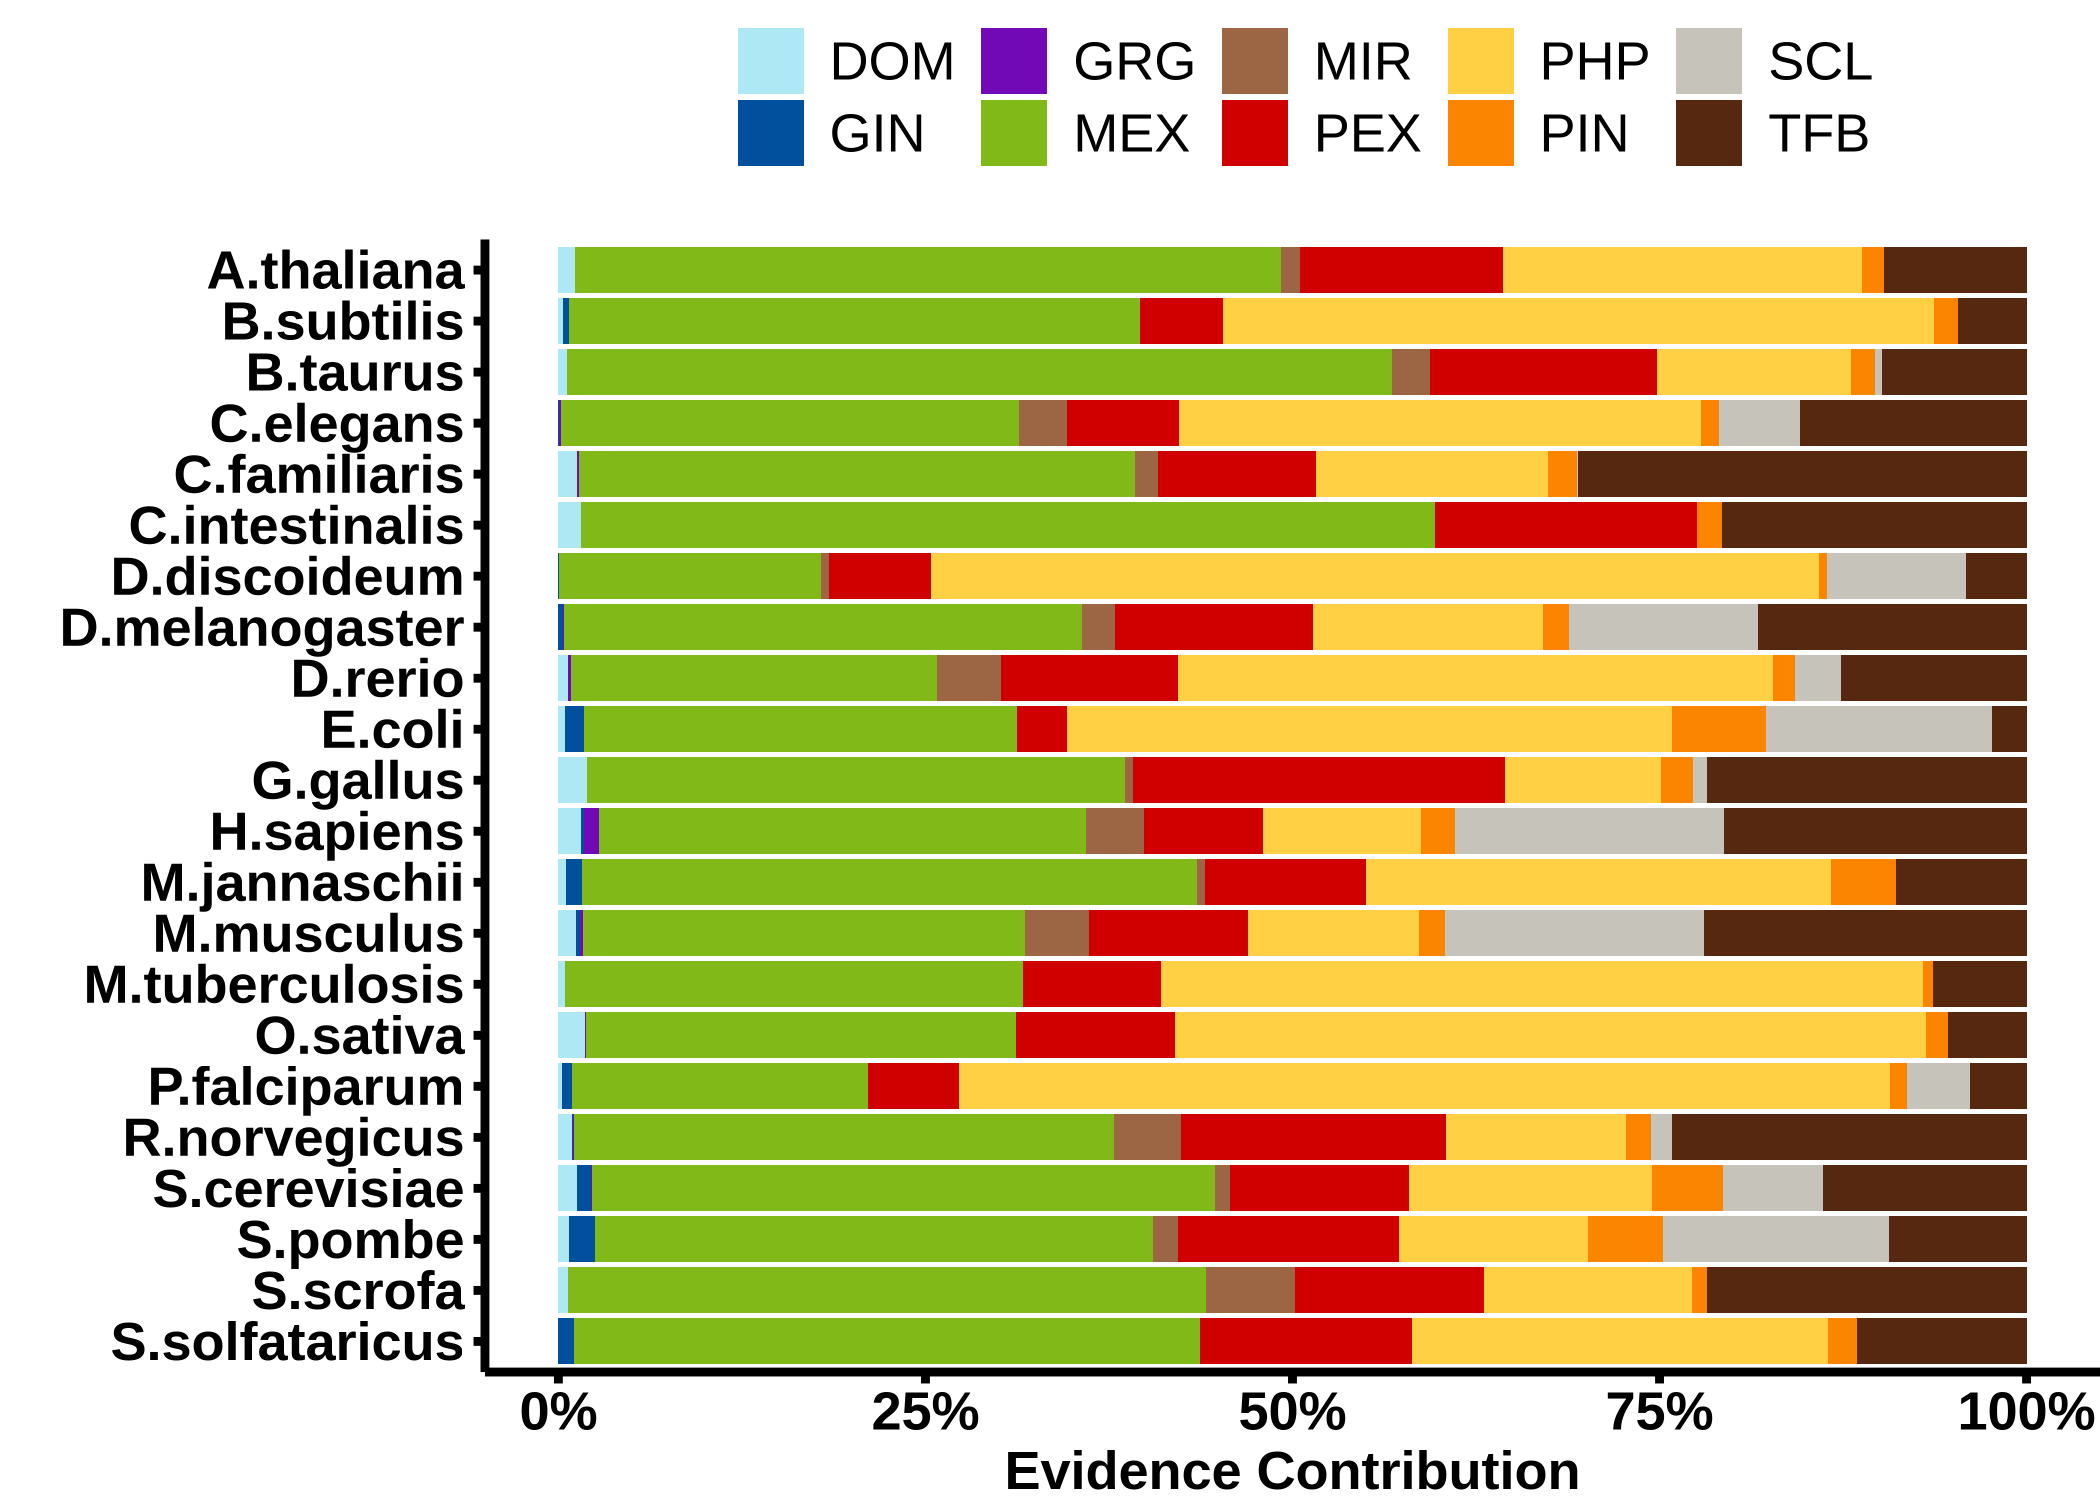 DOM GRG MIR PHP SCL
GIN MEX PEX PIN TFB
A.thaliana
B.subtilis
B.taurus
C.elegans
C.familiaris
C.intestinalis
D.discoideum
D.melanogaster
D.rerio
E.coli
G.gallus
H.sapiens
M.jannaschii
M.musculus
M.tuberculosis
O.sativa
P.falciparum
R.norvegicus
S.cerevisiae
S.pombe
S.scrofa
S.solfataricus
0% 25% 50% 75% 100%
Evidence Contribution